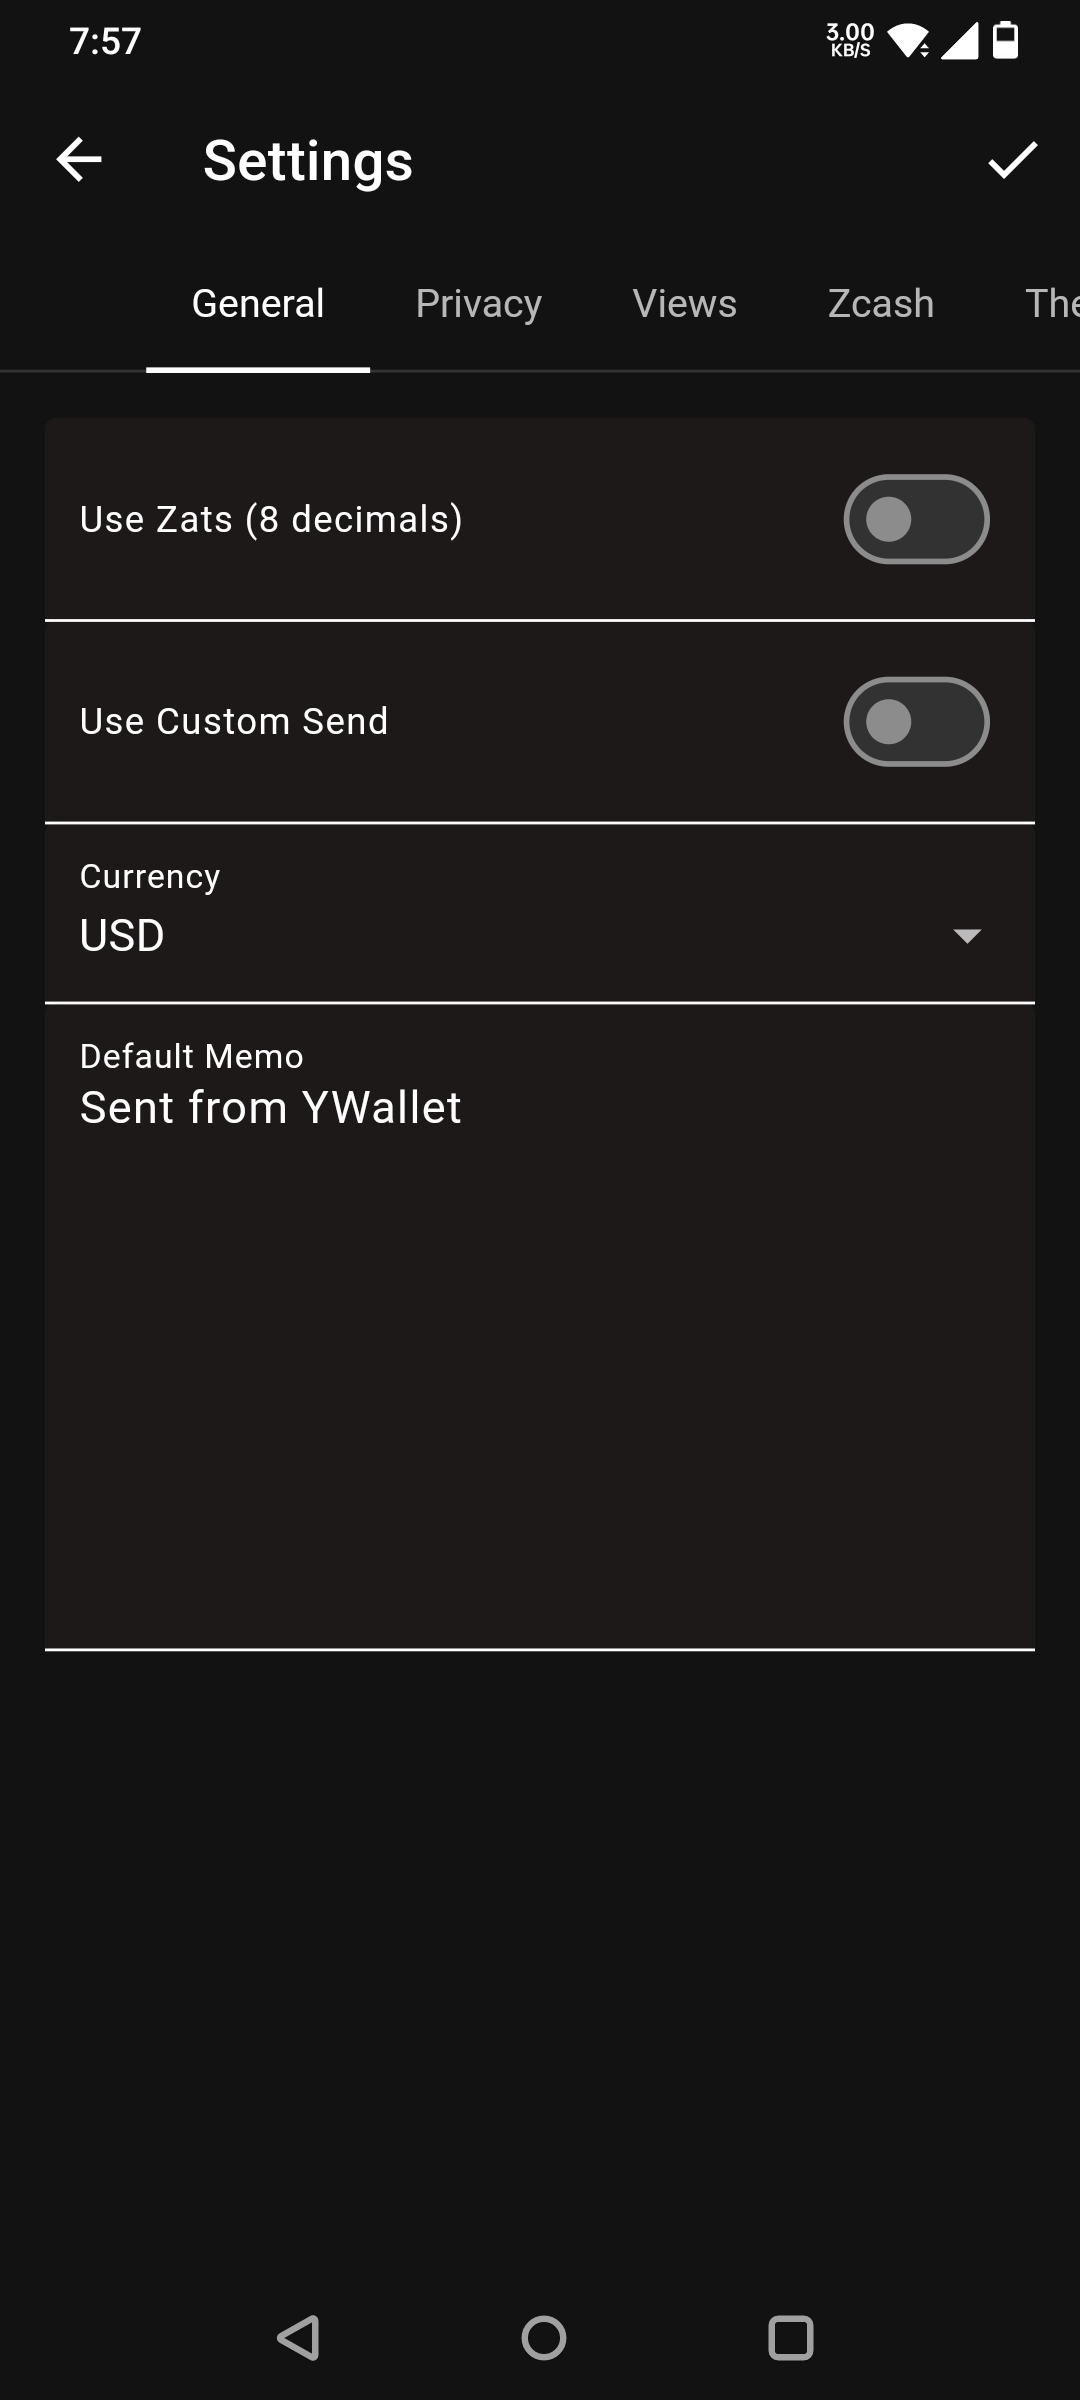 7:57
3.00
KB/S
Settings
General Privacy Views Zcash The
Use Zats (8 decimals)
Use Custom Send
Currency
USD
Default Memo
Sent from YWallet